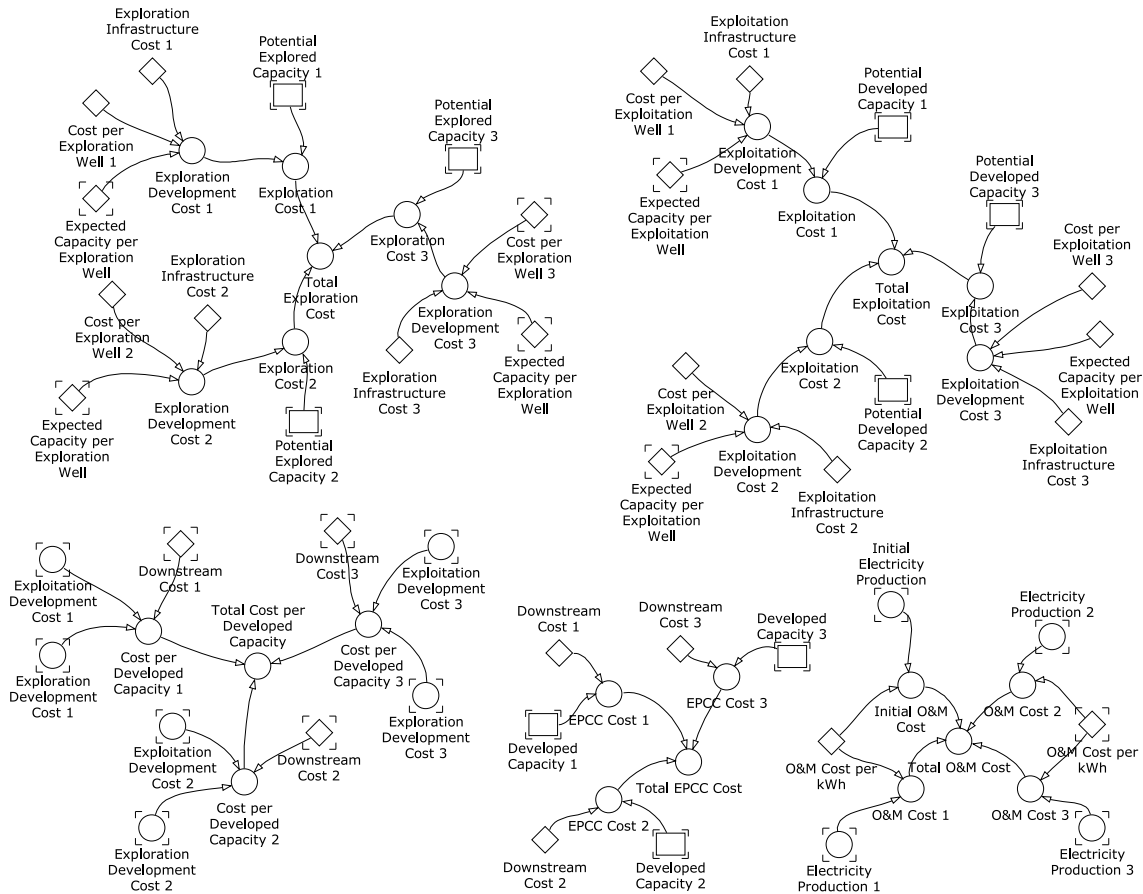 Exploration
Infrastructure
Cost 1
Potential
Explored
Capacity 1
Cost per
Exploration
Well 1
Exploration
Development
Cost 1
Exploration
Cost 1
Expected
Capacity per
Exploration
Well
Potential
Explored
Capacity 3
Exploration
Cost 3
Cost per
Exploration
Well 3
Total
Exploration
Cost
Exploration
Infrastructure
Cost 2
Cost per
Exploration
Well 2
Exploration
Development
Cost 3
Exploration
Cost 2
Exploration
Infrastructure
Cost 3
Expected
Capacity per
Exploration
Well
Expected
Capacity per
Exploration
Well
Exploration
Development
Cost 2
Potential
Explored
Capacity 2
Exploitation
Infrastructure
Cost 1
Cost per
Exploitation
Well 1
Potential
Developed
Capacity 1
Exploitation
Development
Cost 1
Expected
Capacity per
Exploitation
Well
Exploitation
Cost 1
Potential
Developed
Capacity 3
Cost per
Exploitation
Well 3
Total
Exploitation
Cost
Exploitation
Cost 3
Exploitation
Cost 2
Exploitation
Development
Cost 3
Expected
Capacity per
Exploitation
Well
Cost per
Exploitation
Well 2
Potential
Developed
Capacity 2
Exploitation
Infrastructure
Cost 3
Exploitation
Development
Cost 2
Expected
Capacity per
Exploitation
Well
Exploitation
Infrastructure
Cost 2
Exploitation
Development
Cost 1
Downstream
Cost 1
Downstream
Cost 3
Exploitation
Development
Cost 3
Total Cost per
Developed
Capacity
Cost per
Developed
Capacity 1
Cost per
Developed
Capacity 3
Exploration
Development
Cost 1
Exploration
Development
Cost 3
Exploitation
Development
Cost 2
Downstream
Cost 2
Cost per
Developed
Capacity 2
Exploration
Development
Cost 2
Downstream
Cost 1
Downstream
Cost 3
Developed
Capacity 3
EPCC Cost 1
EPCC Cost 3
Developed
Capacity 1
Total EPCC Cost
EPCC Cost 2
Downstream
Cost 2
Developed
Capacity 2
Initial
Electricity
Production
Electricity
Production 2
Initial O&M
Cost
O&M Cost 2
O&M Cost per
kWh
Total O&M Cost
O&M Cost per
kWh
O&M Cost 1
O&M Cost 3
Electricity
Production 1
Electricity
Production 3